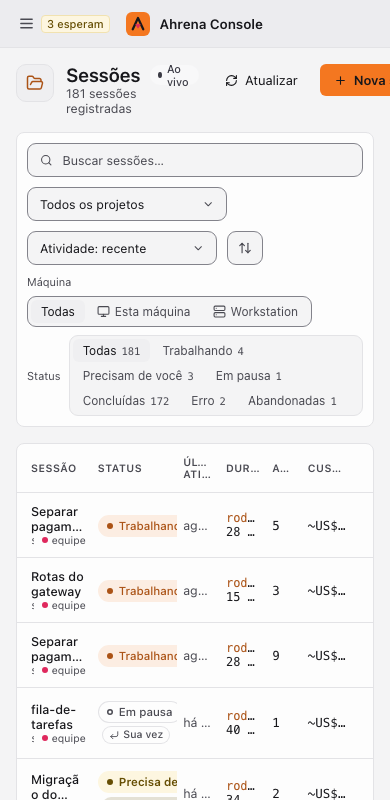 3 esperam
Ahrena Console
Sessões
Ao vivo
181 sessões registradas
Atualizar
+ Nova
Buscar sessões...
Todos os projetos
Atividade: recente
Máquina
Todas Esta máquina Workstation
Status
Todas 181 Trabalhando 4
Precisam de você 3 Em pausa 1
Concluídas 172 Erro 2 Abandonadas 1
SESSÃO STATUS ÚL... ATI... DUR... A... CUS...
Separar pagam...
equipe
Trabalhand
ag...
rod...
28 ...
5
~US$...
Rotas do gateway
equipe
Trabalhand
ag...
rod...
15 ...
3
~US$...
Separar pagam...
equipe
Trabalhand
ag...
rod...
28 ...
9
~US$...
fila-de-tarefas
equipe
Em pausa
Sua vez
há ...
rod...
40 ...
1
~US$...
Migraçã
o do...
Precisa de
há ...
rod...
34
2
~US$...